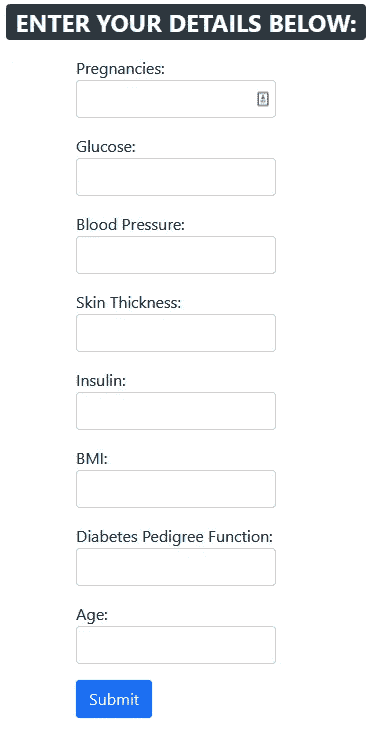 ENTER YOUR DETAILS BELOW:
Pregnancies:
Glucose:
Blood Pressure:
Skin Thickness:
Insulin:
BMI:
Diabetes Pedigree Function:
Age:
Submit